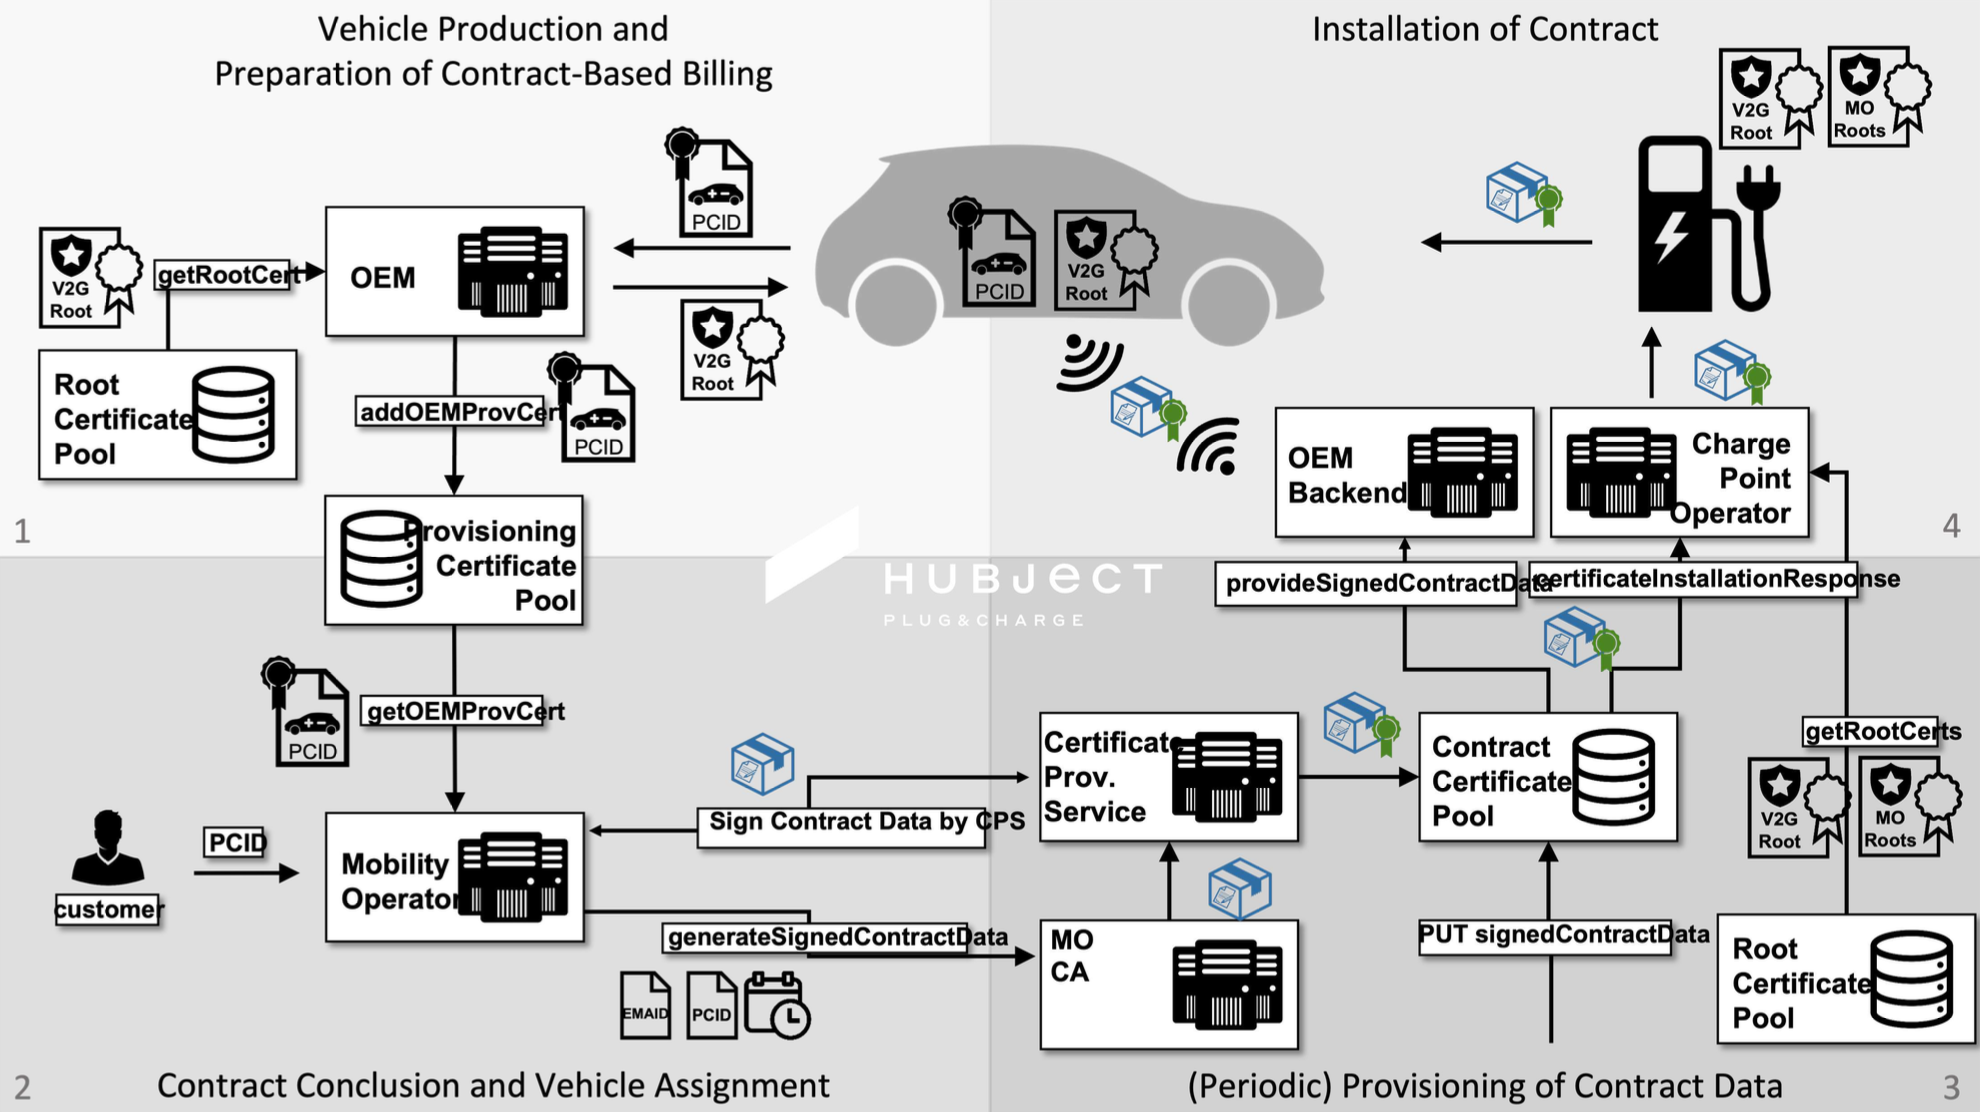 Vehicle Production and
Preparation of Contract-Based Billing
Installation of Contract
V2G
Root
MO
Roots
PCID
V2G
Root
getRootCert
OEM
PCID
V2G
Root
V2G
Root
Root
Certificate
Pool
addOEMProvCert
PCID
OEM
Backend
Charge
Point
Operator
1
4
Provisioning
Certificate
Pool
HUBJECT
PLUG&CHARGE
provideSignedContractData
certificateInstallationResponse
PCID
getOEMProvCert
Certificate
Prov.
Service
Contract
Certificate
Pool
getRootCerts
V2G
Root
MO
Roots
Sign Contract Data by CPS
PCID
customer
Mobility
Operator
generateSignedContractData
EMAID
PCID
MO
CA
PUT signedContractData
Root
Certificate
Pool
2
Contract Conclusion and Vehicle Assignment
(Periodic) Provisioning of Contract Data
3